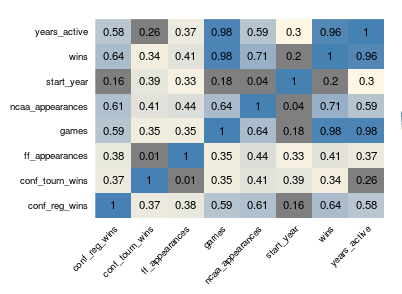 years_active 0.58 0.26 0.37 0.98 0.59 0.3 0.96 1
wins 0.64 0.34 0.41 0.98 0.71 0.2 1 0.96
start_year 0.16 0.39 0.33 0.18 0.04 1 0.2 0.3
ncaa_appearances 0.61 0.41 0.44 0.64 1 0.04 0.71 0.59
games 0.59 0.35 0.35 1 0.64 0.18 0.98 0.98
ff_appearances 0.38 0.01 1 0.35 0.44 0.33 0.41 0.37
conf_tourn_wins 0.37 1 0.01 0.35 0.41 0.39 0.34 0.26
conf_reg_wins 1 0.37 0.38 0.59 0.61 0.16 0.64 0.58
conf_reg_wins conf_tourn_wins ff_appearances games ncaa_appearances start_year wins years_active